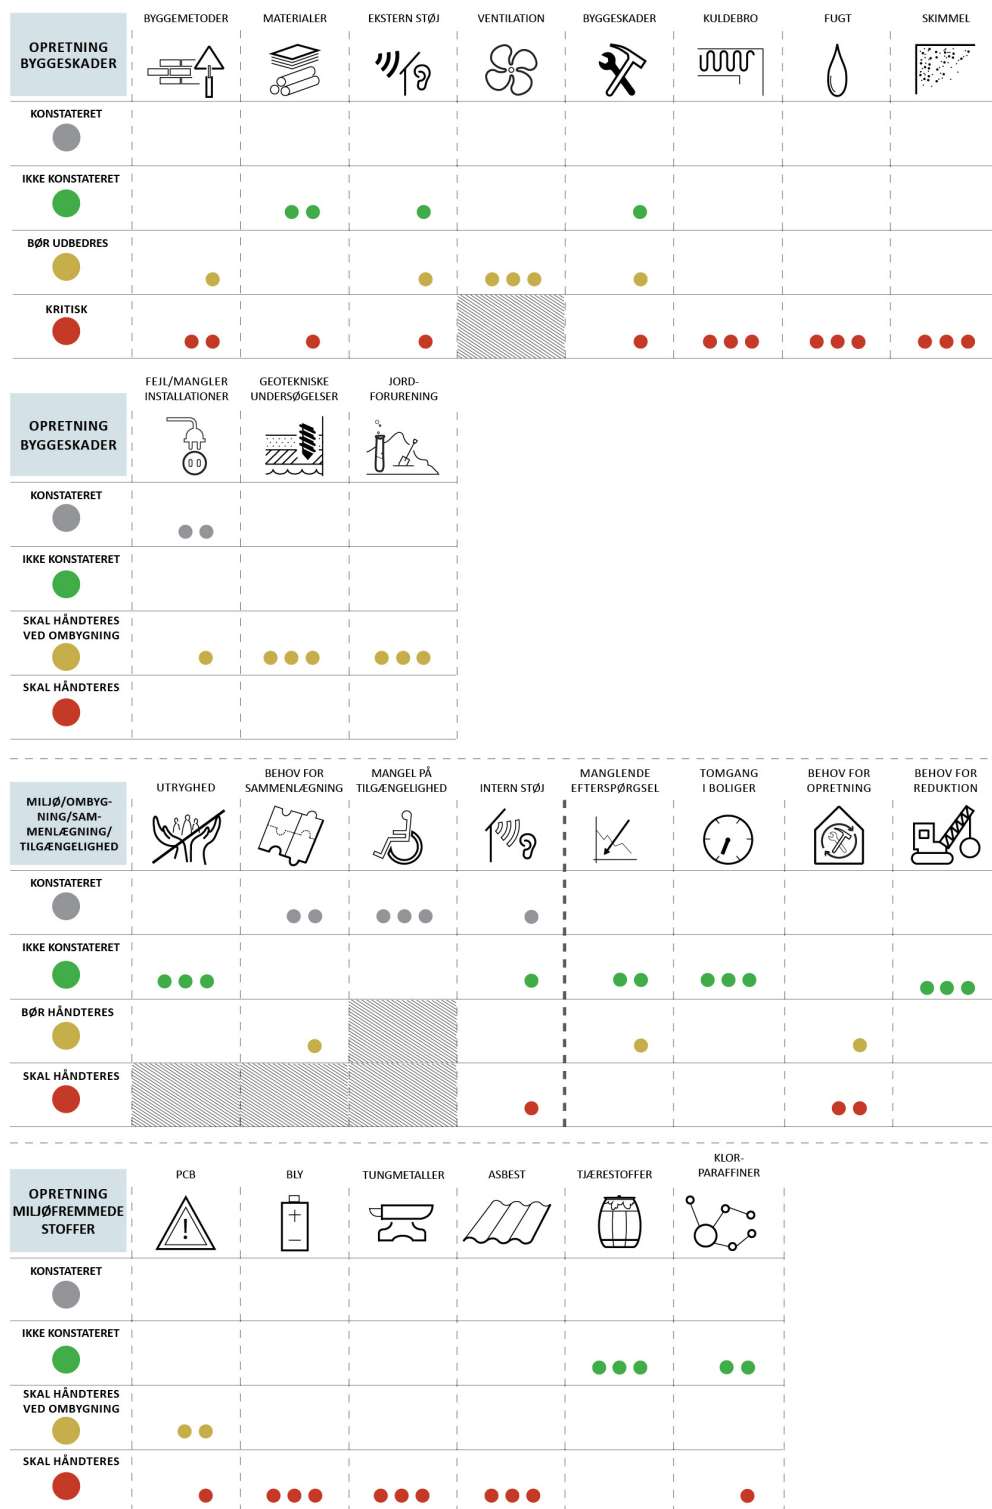 BYGGEMETODER
MATERIALER
EKSTERN STØJ
VENTILATION
BYGGESKADER
KULDEBRO
FUGT
SKIMMEL
OPRETNING
BYGGESKADER
KONSTATERET
IKKE KONSTATERET
BØR UDBEDRES
KRITISK
FEJL/MANGLER
INSTALLATIONER
GEOTEKNISKE
UNDERSØGELSER
JORD-
FORURENING
OPRETNING
BYGGESKADER
KONSTATERET
IKKE KONSTATERET
SKAL HÅNDTERES
VED OMBYGNING
SKAL HÅNDTERES
UTRYGHED
BEHOV FOR
SAMMENLÆGNING
MANGEL PÅ
TILGÆNGELIGHED
INTERN STØJ
MANGLENDE
EFTERSPØRGSEL
TOMGANG
I BOLIGER
BEHOV FOR
OPRETNING
BEHOV FOR
REDUKTION
MILJØ/OMBYG-
NING/SAM-
MENLÆGNING/
TILGÆNGELIGHED
KONSTATERET
IKKE KONSTATERET
BØR HÅNDTERES
SKAL HÅNDTERES
PCB
BLY
TUNGMETALLER
ASBEST
TJÆRESTOFFER
KLOR-
PARAFFINER
OPRETNING
MILJØFREMMEDE
STOFFER
KONSTATERET
IKKE KONSTATERET
SKAL HÅNDTERES
VED OMBYGNING
SKAL HÅNDTERES